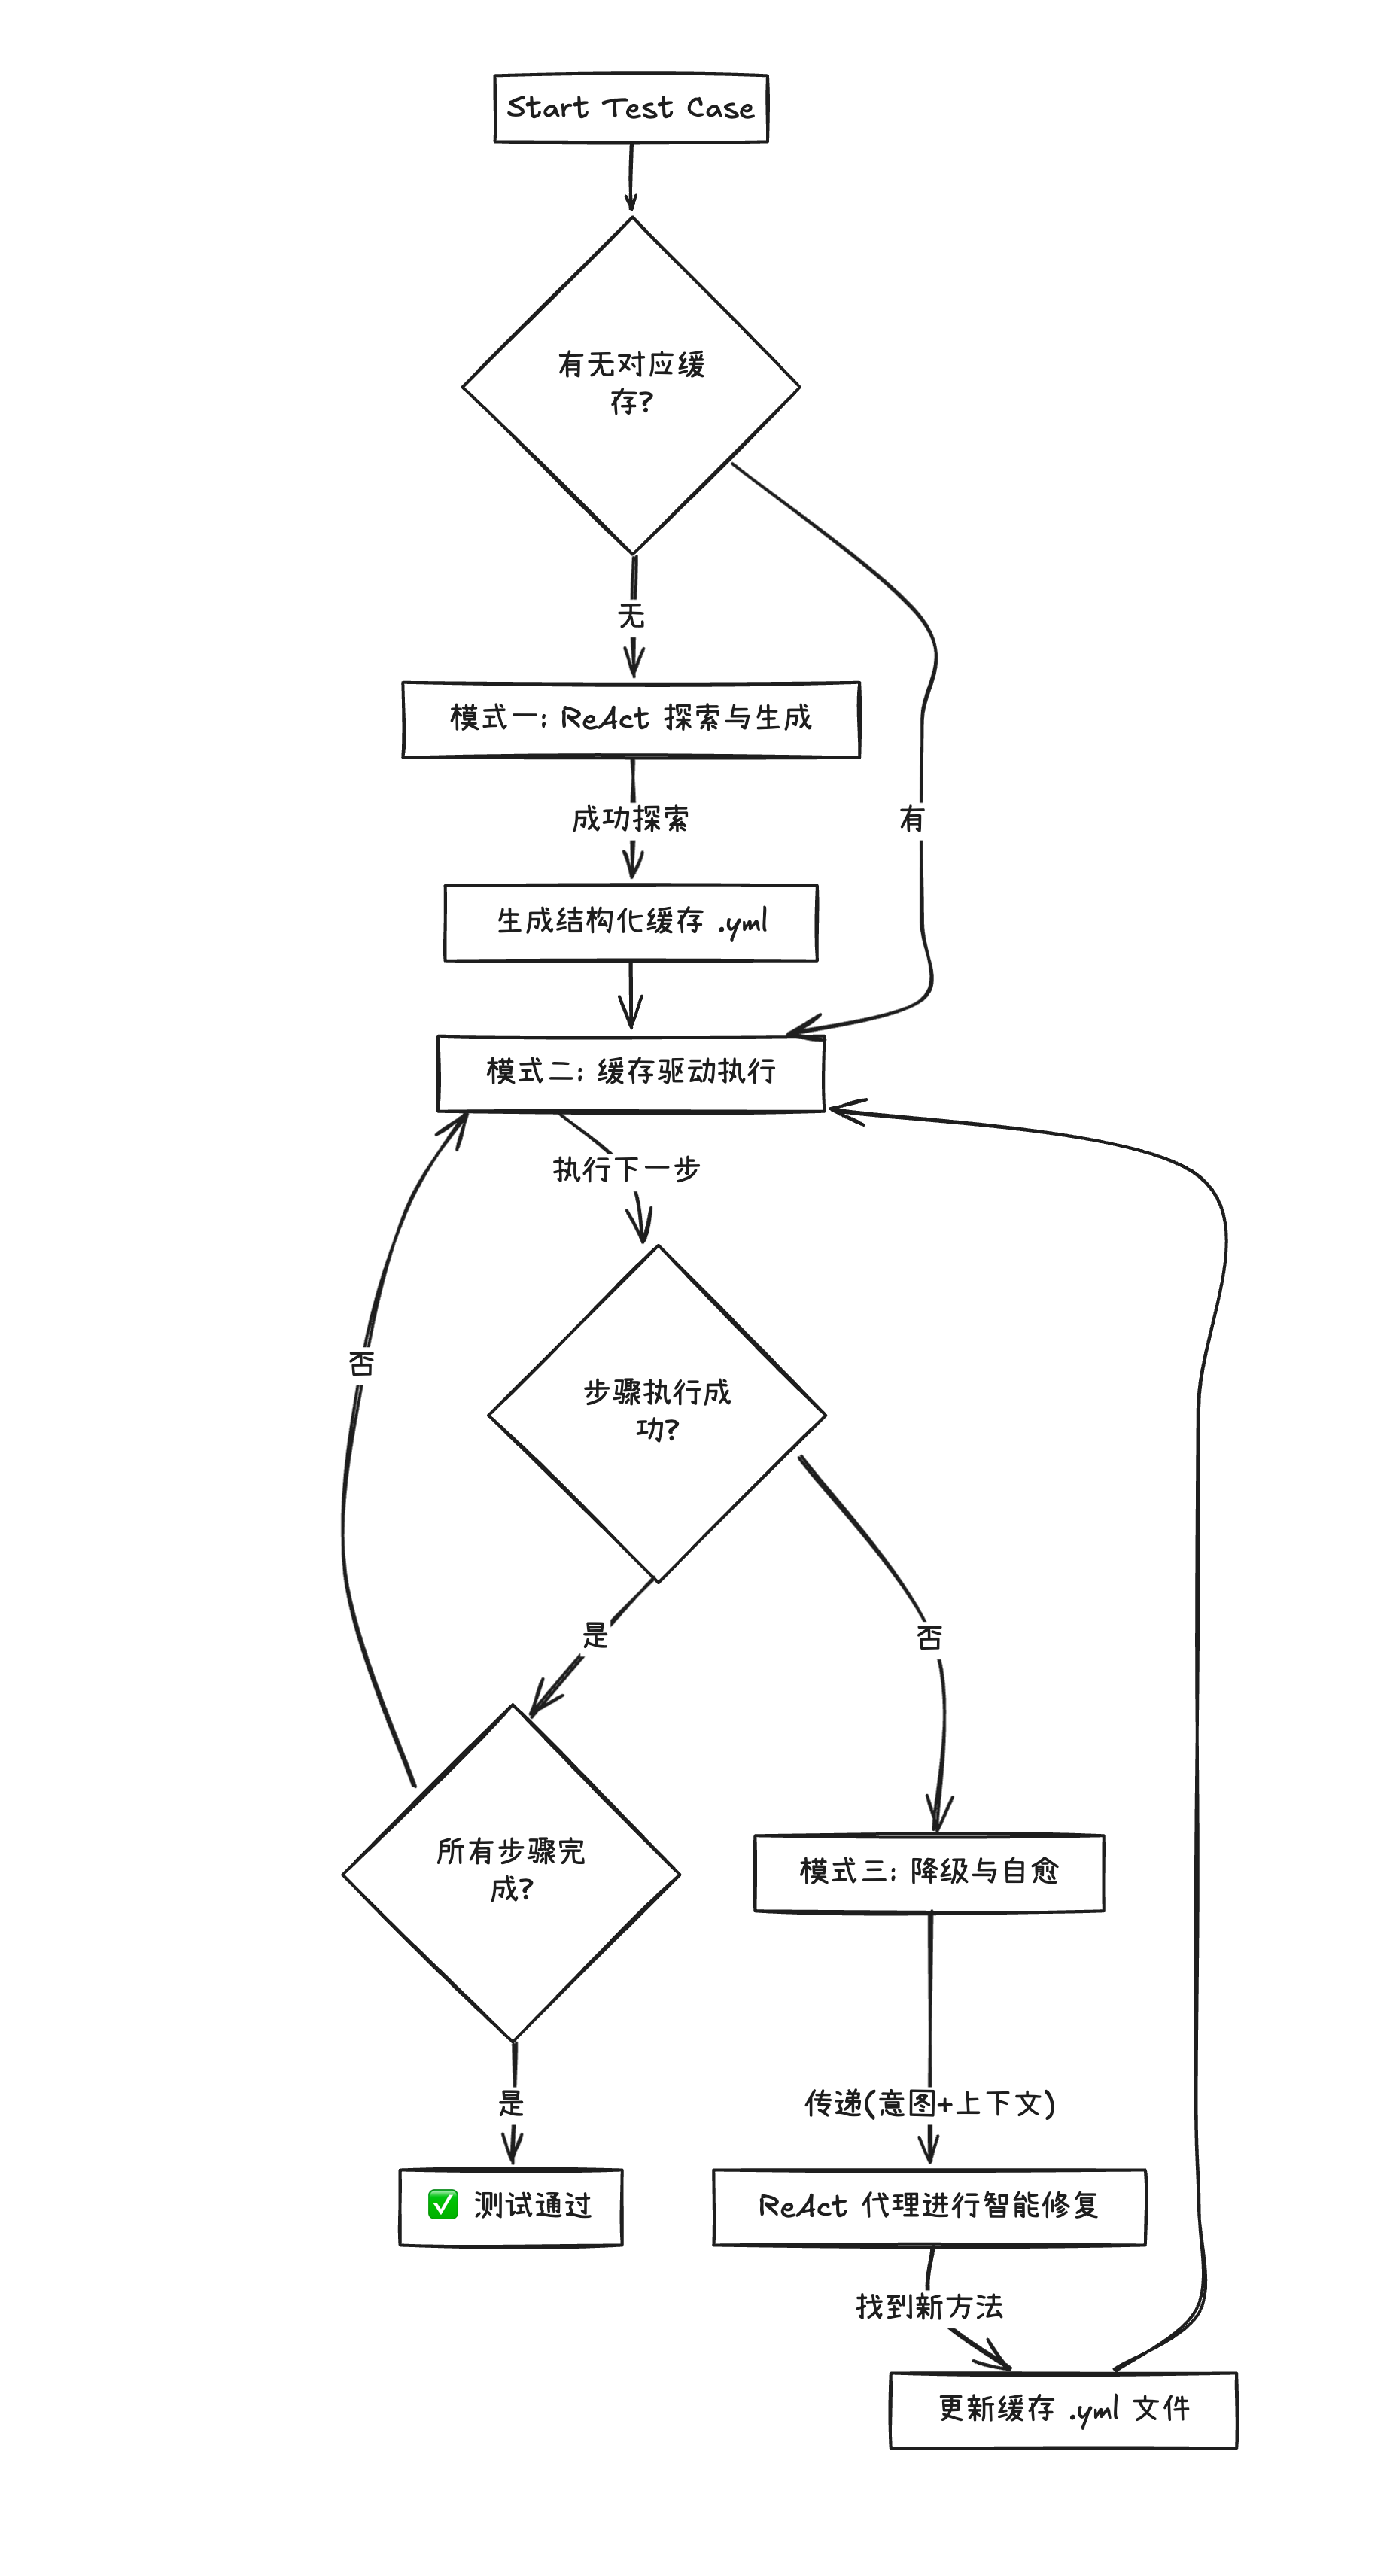 Start Test Case
有无对应缓
存?
无
模式一: ReAct 探索与生成
成功探索
有
生成结构化缓存 .yml
模式二: 缓存驱动执行
执行下一步
否
步骤执行成
功?
是
否
所有步骤完
成?
模式三: 降级与自愈
是
传递(意图+上下文)
✅ 测试通过
ReAct 代理进行智能修复
找到新方法
更新缓存 .yml 文件